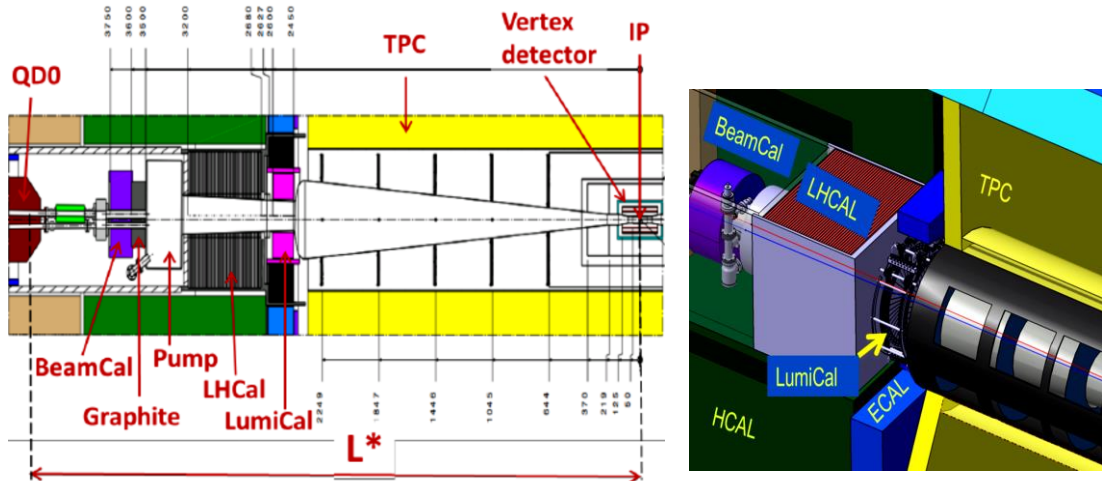 3750
3600
3500
3200
2680
2627
2600
2450
TPC
Vertex
detector
IP
QD0
BeamCal
Graphite
Pump
LHCal
LumiCal
2249
1847
1446
1045
644
370
219
125
50
L*
BeamCal
LHCAL
TPC
LumiCal
ECAL
HCAL